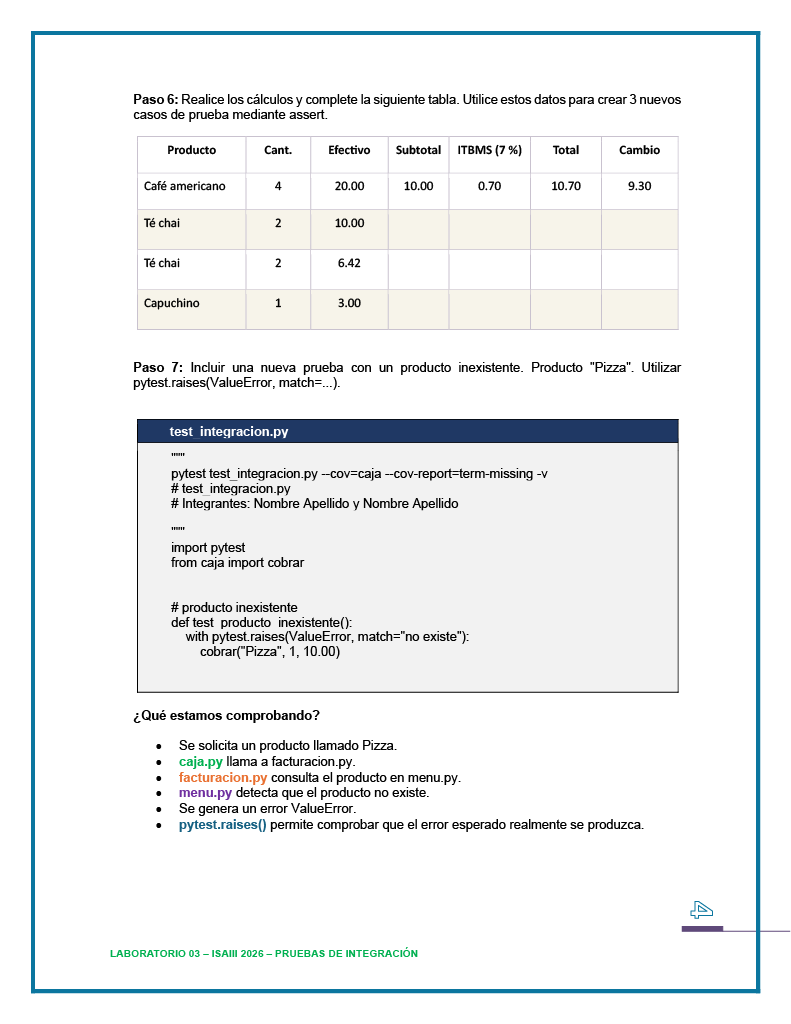 Paso 6: Realice los cálculos y complete la siguiente tabla. Utilice estos datos para crear 3 nuevos
casos de prueba mediante assert.
Producto Cant. Efectivo Subtotal ITBMS (7 %) Total Cambio
Café americano 4 20.00 10.00 0.70 10.70 9.30
Té chai 2 10.00
Té chai 2 6.42
Capuchino 1 3.00
Paso 7: Incluir una nueva prueba con un producto inexistente. Producto "Pizza". Utilizar
pytest.raises(ValueError, match=...).
test_integracion.py
"""
pytest test_integracion.py --cov=caja --cov-report=term-missing -v
# test_integracion.py
# Integrantes: Nombre Apellido y Nombre Apellido
"""
import pytest
from caja import cobrar
# producto inexistente
def test_producto_inexistente():
with pytest.raises(ValueError, match="no existe"):
cobrar("Pizza", 1, 10.00)
¿Qué estamos comprobando?
• Se solicita un producto llamado Pizza.
• caja.py llama a facturacion.py.
• facturacion.py consulta el producto en menu.py.
• menu.py detecta que el producto no existe.
• Se genera un error ValueError.
• pytest.raises() permite comprobar que el error esperado realmente se produzca.
4
LABORATORIO 03 – ISAIII 2026 – PRUEBAS DE INTEGRACIÓN